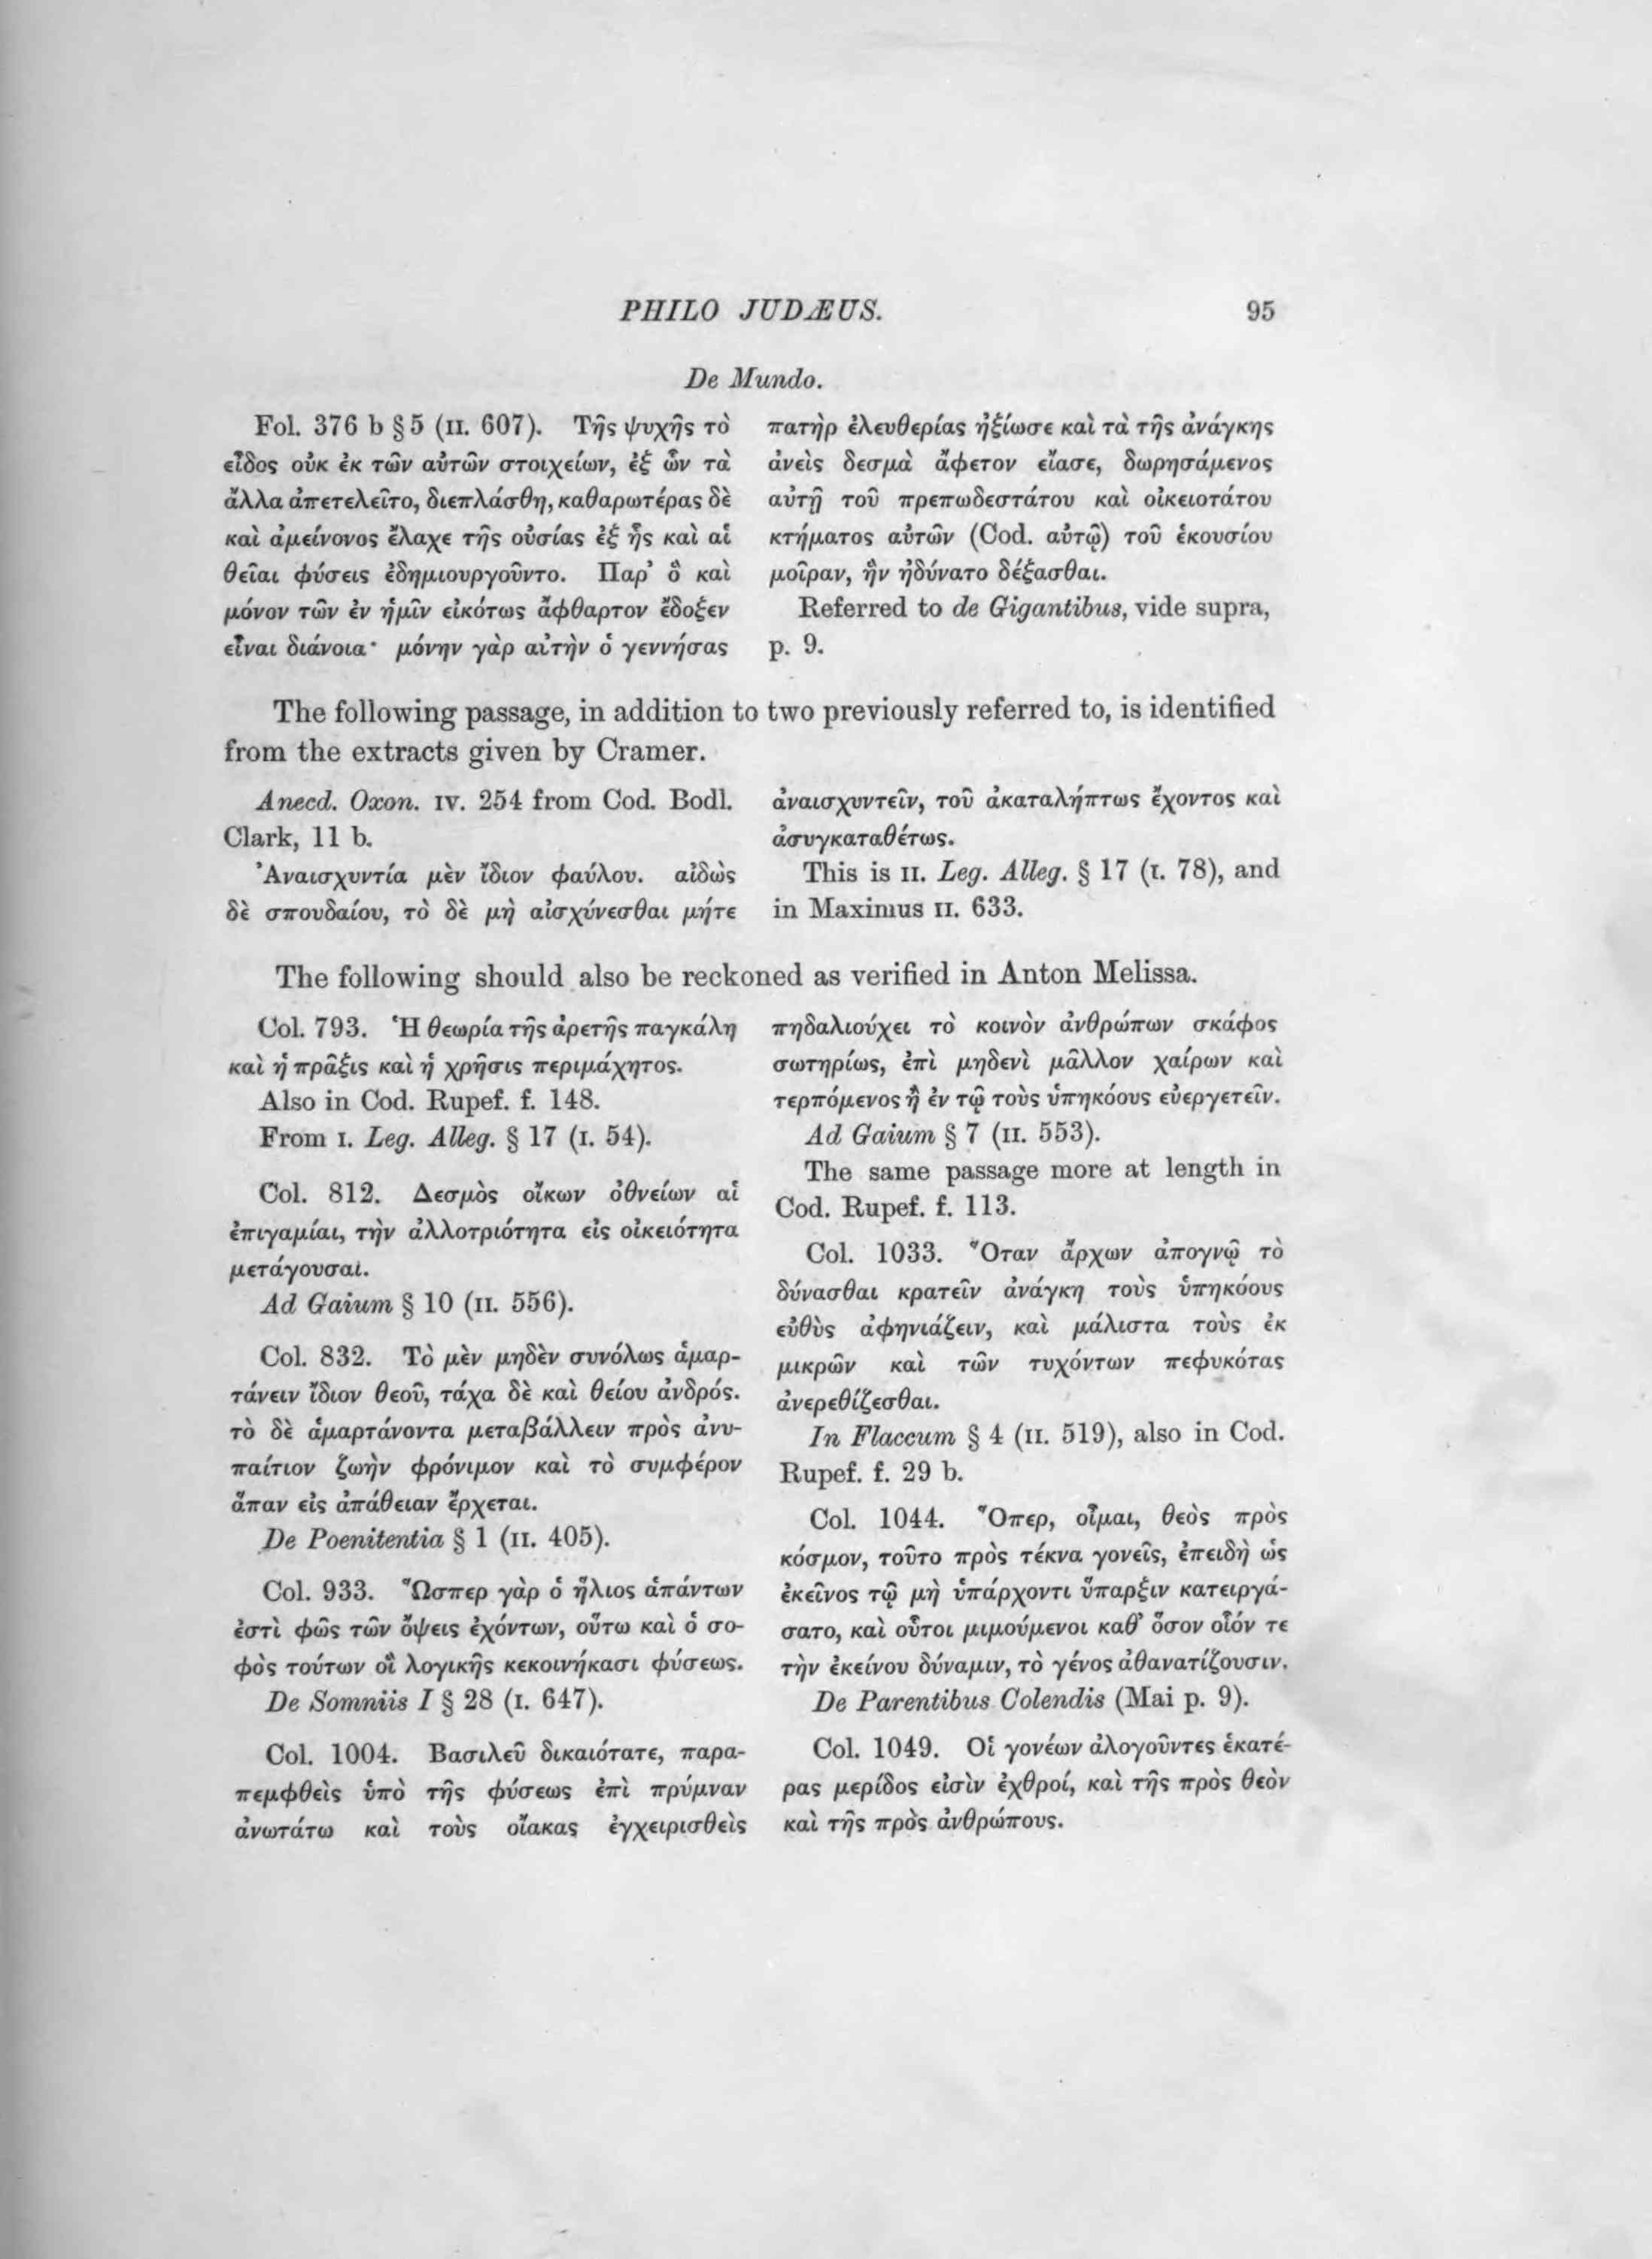 PHILO JUDÆUS. 95
De Mundo.
Fol. 376 b § 5 (II. 607). Τῆς ψυχῆς τὸ
εἶδος οὐκ ἐκ τῶν αὐτῶν στοιχείων, ἐξ ὧν τὰ
ἄλλα ἀπετελεῖτο, διεπλάσθη, καθαρωτέρας δὲ
καὶ ἀμείνονος ἔλαχε τῆς οὐσίας ἐξ ἧς καὶ αἱ
θεῖαι φύσεις ἐδημιουργοῦντο. Παρ’ ὃ καὶ
μόνον τῶν ἐν ἡμῖν εἰκότως ἄφθαρτον ἔδοξεν
εἶναι διάνοια· μόνην γὰρ αὐτὴν ὁ γεννήσας
πατὴρ ἐλευθερίας ἠξίωσε καὶ τὰ τῆς ἀνάγκης
ἀνεὶς δεσμὰ ἄφετον εἴασε, δωρησάμενος
αὐτῇ τοῦ πρεπωδεστάτου καὶ οἰκειοτάτου
κτήματος αὐτῶν (Cod. αὐτῷ) τοῦ ἑκουσίου
μοῖραν, ἣν ἠδύνατο δέξασθαι.
Referred to de Gigantibus, vide supra,
p. 9.
The following passage, in addition to two previously referred to, is identified
from the extracts given by Cramer.
Anecd. Oxon. IV. 254 from Cod. Bodl.
Clark, 11 b.
Ἀναισχυντία μὲν ἴδιον φαύλου. αἰδὼς
δὲ σπουδαίου, τὸ δὲ μὴ αἰσχύνεσθαι μήτε
ἀναισχυντεῖν, τοῦ ἀκαταλήπτως ἔχοντος καὶ
ἀσυγκαταθέτως.
This is II. Leg. Alleg. § 17 (I. 78), and
in Maximus II. 633.
The following should also be reckoned as verified in Anton Melissa.
Col. 793. Ἡ θεωρία τῆς ἀρετῆς παγκάλη
καὶ ἡ πρᾶξις καὶ ἡ χρῆσις περιμάχητος.
Also in Cod. Rupef. f. 148.
From I. Leg. Alleg. § 17 (I. 54).
Col. 812. Δεσμὸς οἴκων ὀθνείων αἱ
ἐπιγαμίαι, τὴν ἀλλοτριότητα εἰς οἰκειότητα
μετάγουσαι.
Ad Gaium § 10 (II. 556).
Col. 832. Τὸ μὲν μηδὲν συνόλως ἁμαρ-
τάνειν ἴδιον θεοῦ, τάχα δὲ καὶ θείου ἀνδρός.
τὸ δὲ ἁμαρτάνοντα μεταβάλλειν πρὸς ἀνυ-
παίτιον ζωὴν φρόνιμον καὶ τὸ συμφέρον
ἅπαν εἰς ἀπάθειαν ἔρχεται.
De Poenitentia § 1 (II. 405).
Col. 933. Ὥσπερ γὰρ ὁ ἥλιος ἁπάντων
ἐστὶ φῶς τῶν ὄψεις ἐχόντων, οὕτω καὶ ὁ σο-
φὸς τούτων οἳ λογικῆς κεκοινήκασι φύσεως.
De Somniis I § 28 (I. 647).
Col. 1004. Βασιλεῦ δικαιότατε, παρα-
πεμφθεὶς ὑπὸ τῆς φύσεως ἐπὶ πρύμναν
ἀνωτάτω καὶ τοὺς οἴακας ἐγχειρισθεὶς
πηδαλιούχει τὸ κοινὸν ἀνθρώπων σκάφος
σωτηρίως, ἐπὶ μηδενὶ μᾶλλον χαίρων καὶ
τερπόμενος ἢ ἐν τῷ τοὺς ὑπηκόους εὐεργετεῖν.
Ad Gaium § 7 (II. 553).
The same passage more at length in
Cod. Rupef. f. 113.
Col. 1033. Ὅταν ἄρχων ἀπογνῷ τὸ
δύνασθαι κρατεῖν ἀνάγκη τοὺς ὑπηκόους
εὐθὺς ἀφηνιάζειν, καὶ μάλιστα τοὺς ἐκ
μικρῶν καὶ τῶν τυχόντων πεφυκότας
ἀνερεθίζεσθαι.
In Flaccum § 4 (II. 519), also in Cod.
Rupef. f. 29 b.
Col. 1044. Ὅπερ, οἶμαι, θεὸς πρὸς
κόσμον, τοῦτο πρὸς τέκνα γονεῖς, ἐπειδὴ ὡς
ἐκεῖνος τῷ μὴ ὑπάρχοντι ὕπαρξιν κατειργά-
σατο, καὶ οὗτοι μιμούμενοι καθ’ ὅσον οἷόν τε
τὴν ἐκείνου δύναμιν, τὸ γένος ἀθανατίζουσιν.
De Parentibus Colendis (Mai p. 9).
Col. 1049. Οἱ γονέων ἀλογοῦντες ἑκατέ-
ρας μερίδος εἰσὶν ἐχθροί, καὶ τῆς πρὸς θεὸν
καὶ τῆς πρὸς ἀνθρώπους.